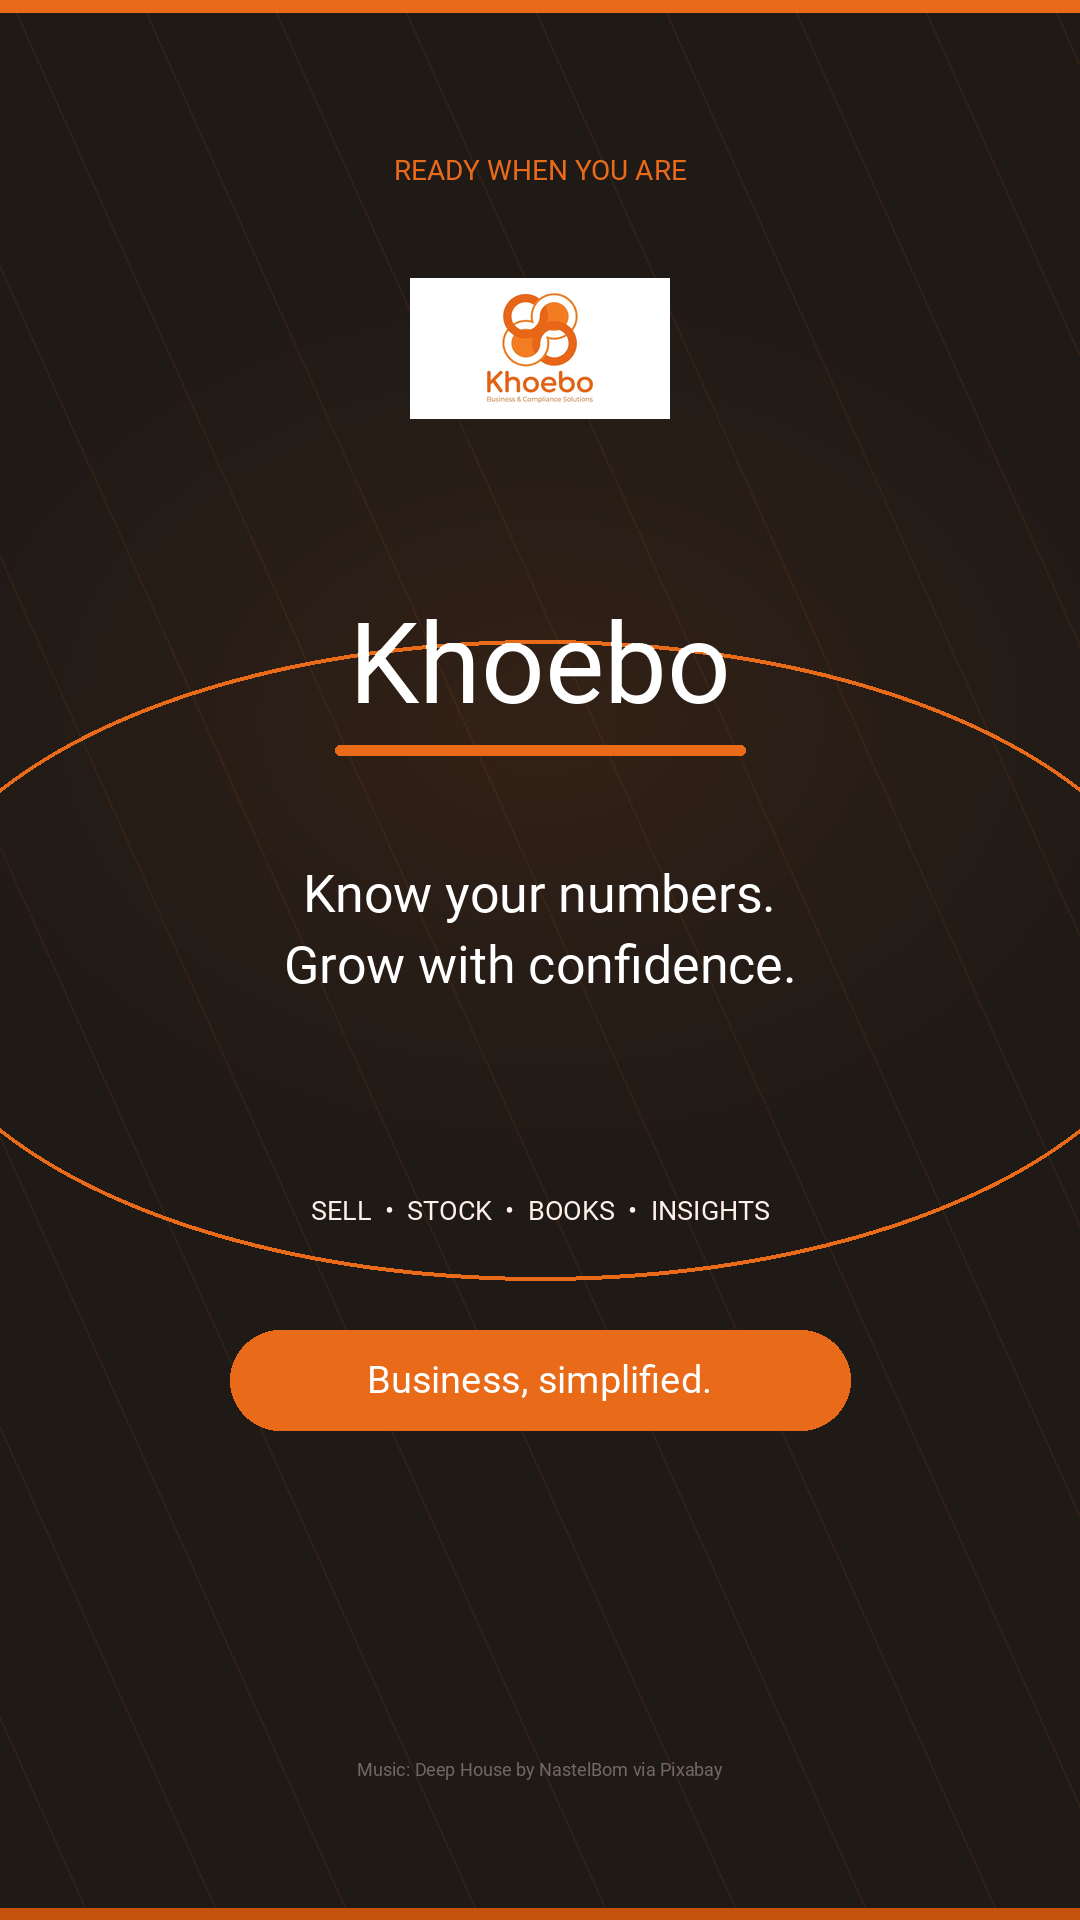 READY WHEN YOU ARE
Khoebo
Business & Compliance Solutions
Khoebo
Know your numbers.
Grow with confidence.
SELL • STOCK • BOOKS • INSIGHTS
Business, simplified.
Music: Deep House by NastelBom via Pixabay